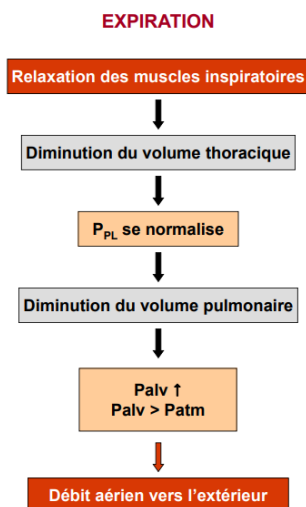 EXPIRATION
Relaxation des muscles inspiratoires
Diminution du volume thoracique
PPL se normalise
Diminution du volume pulmonaire
Palv ↑
Palv > Patm
Débit aérien vers l'extérieur